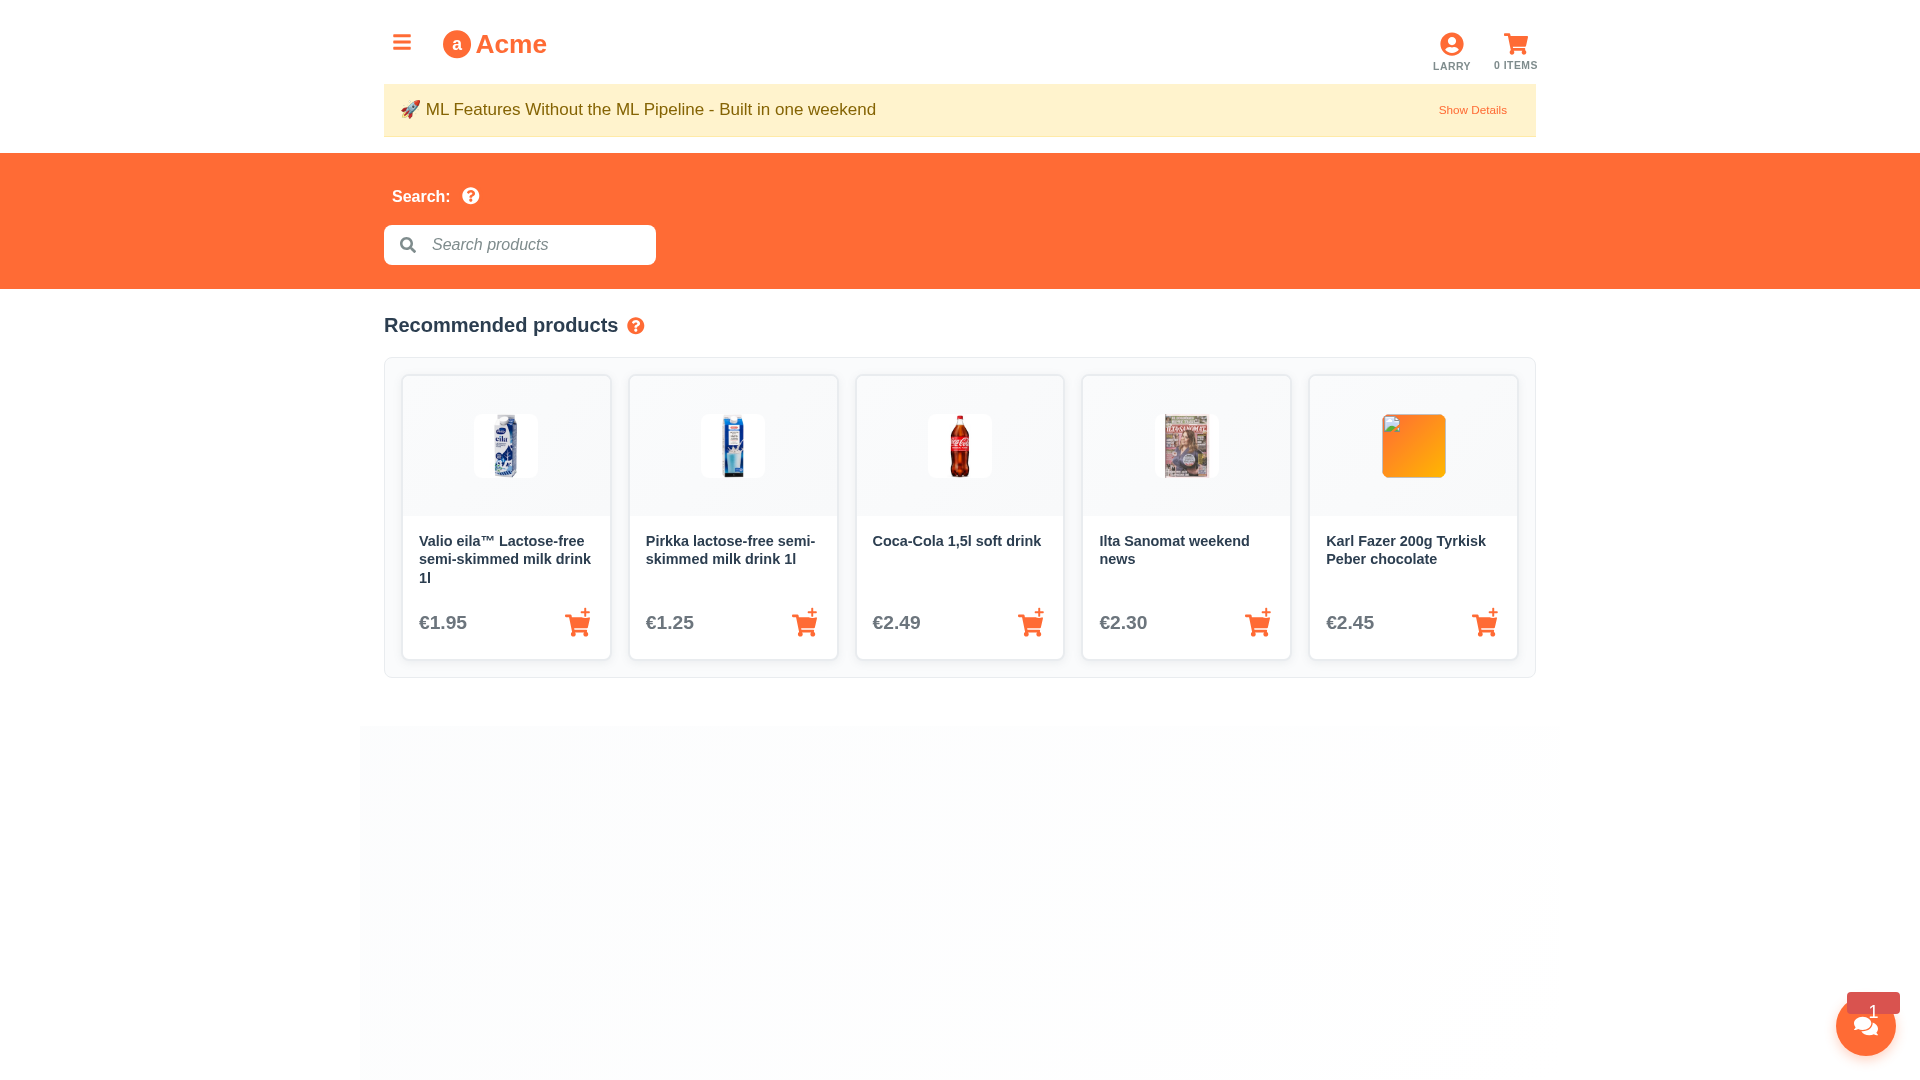 a Acme
LARRY
0 ITEMS
🚀 ML Features Without the ML Pipeline - Built in one weekend
Show Details
Search:
Search products
Recommended products
Valio eila™ Lactose-free
semi-skimmed milk drink
1l
€1.95
Pirkka lactose-free semi-
skimmed milk drink 1l
€1.25
Coca-Cola 1,5l soft drink
€2.49
Ilta Sanomat weekend
news
€2.30
Karl Fazer 200g Tyrkisk
Peber chocolate
€2.45
1